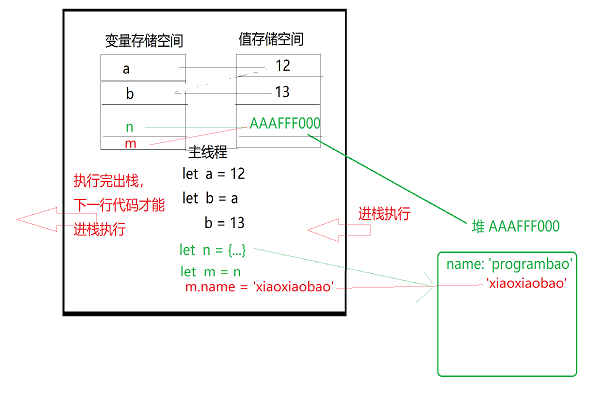 变量存储空间
值存储空间
a
12
b
13
n
AAAFFF000
m
主线程
执行完出栈，
下一行代码才能
进栈执行
let a = 12
let b = a
b = 13
let n = {...}
let m = n
m.name = 'xiaoxiaobao'
进栈执行
堆 AAAFFF000
name: 'programbao'
'xiaoxiaobao'